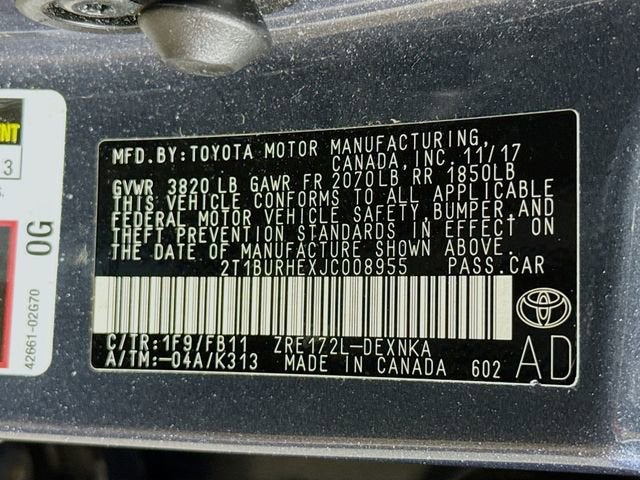 MFD.BY:TOYOTA MOTOR MANUFACTURING,
CANADA, INC. 11/17
GVWR 3820 LB GAWR FR 2070LB RR 1850LB
THIS VEHICLE CONFORMS TO ALL APPLICABLE
FEDERAL MOTOR VEHICLE SAFETY, BUMPER, AND
THEFT PREVENTION STANDARDS IN EFFECT ON
THE DATE OF MANUFACTURE SHOWN ABOVE.
2T1BURHEXJC008955 PASS.CAR
C/TR:1F9/FB11 ZRE172L-DEXNKA
A/TM:-04A/K313 MADE IN CANADA 602
AD
0G
42661-02G70